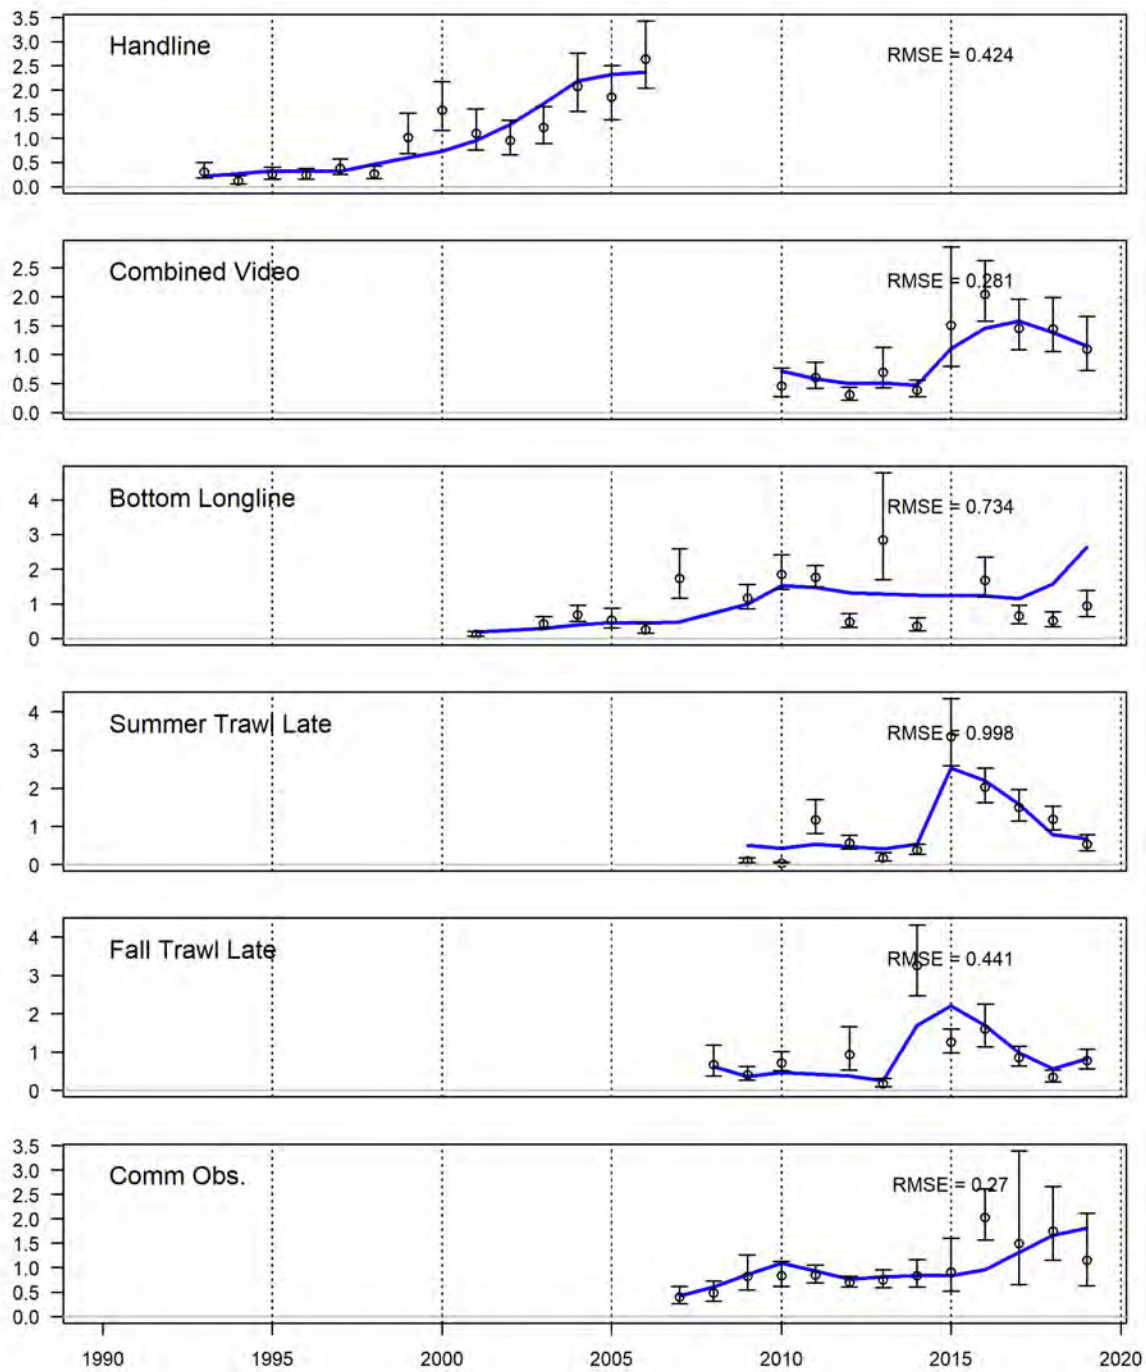 3.5
3.0
2.5
2.0
1.5
1.0
0.5
0.0
Handline
RMSE = 0.424
2.5
2.0
1.5
1.0
0.5
0.0
Combined Video
RMSE = 0.281
4
3
2
1
0
Bottom Longline
RMSE = 0.734
4
3
2
1
0
Summer Trawl Late
RMSE = 0.998
4
3
2
1
0
Fall Trawl Late
RMSE = 0.441
3.5
3.0
2.5
2.0
1.5
1.0
0.5
0.0
Comm Obs.
RMSE = 0.27
1990 1995 2000 2005 2010 2015 2020